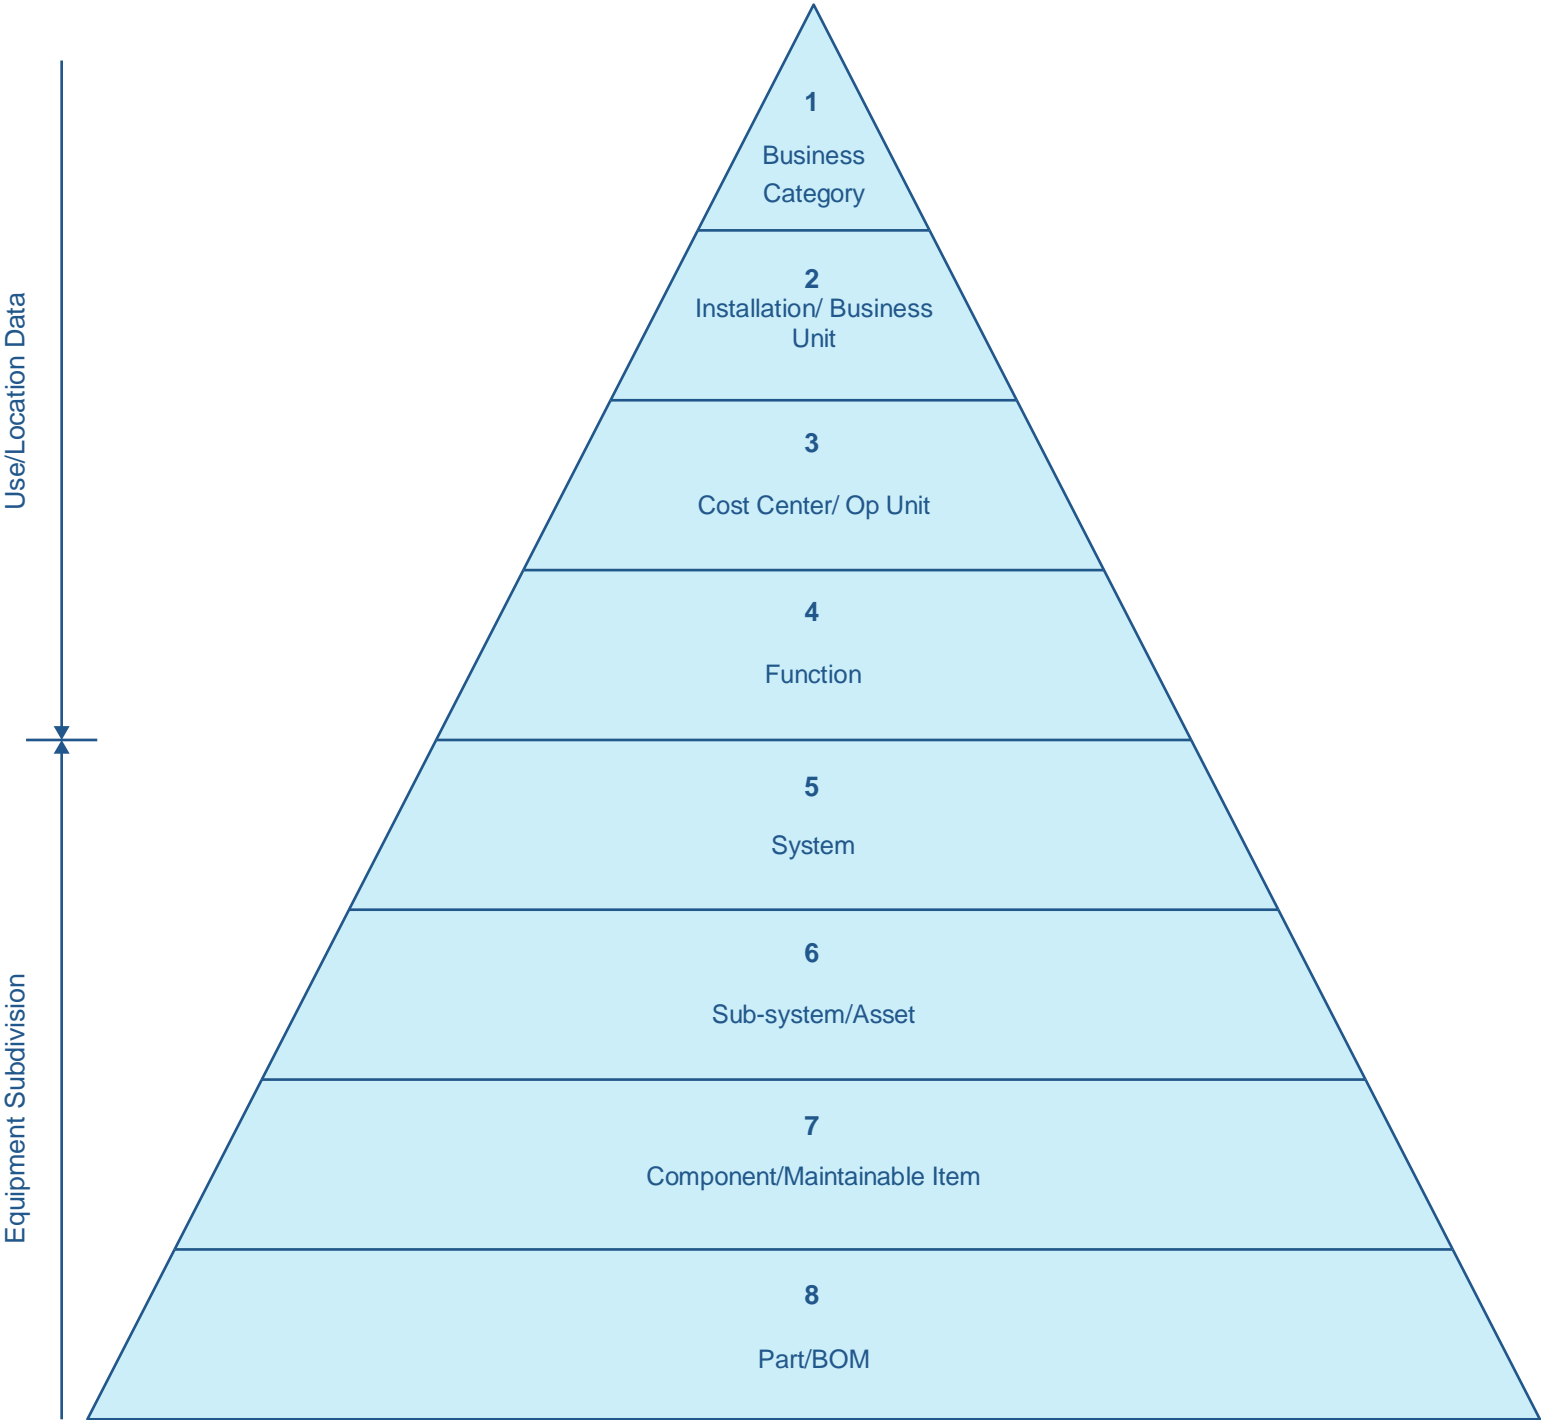 1
Business
Category
2
Installation/ Business
Unit
3
Cost Center/ Op Unit
4
Function
5
System
6
Sub-system/Asset
7
Component/Maintainable Item
8
Part/BOM
Use/Location Data
Equipment Subdivision